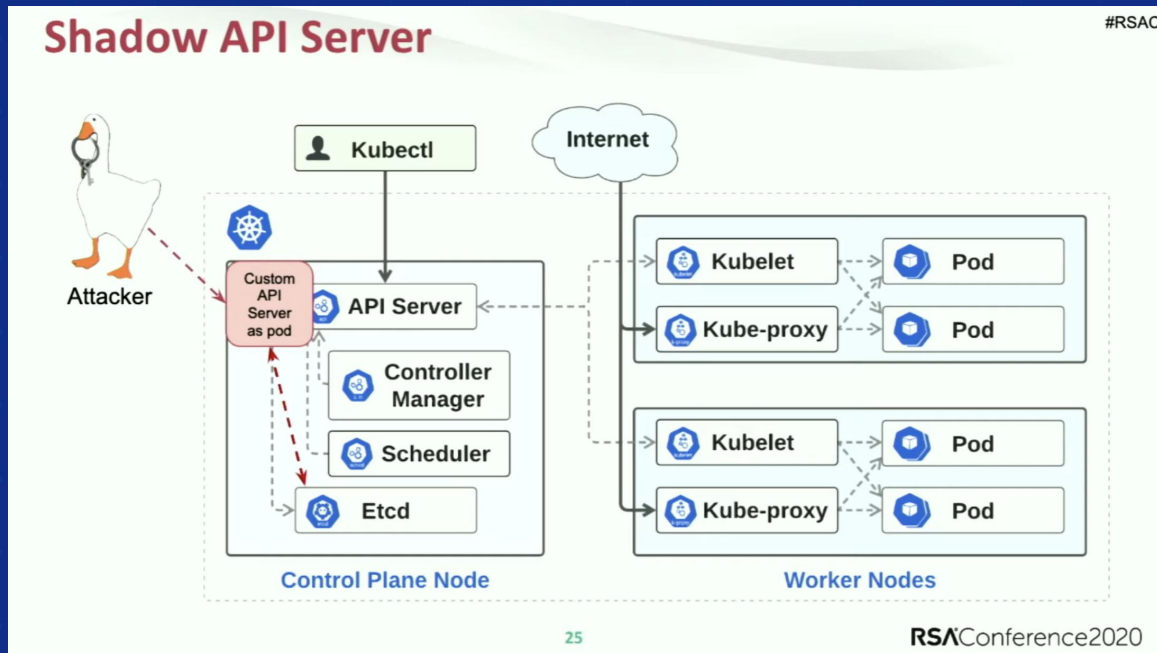 Shadow API Server
#RSAC
Attacker
Kubectl
Internet
Custom
API
Server
as pod
API Server
Controller
Manager
Scheduler
Etcd
Control Plane Node
Kubelet
Pod
Kube-proxy
Pod
Kubelet
Pod
Kube-proxy
Pod
Worker Nodes
25
RSAConference2020